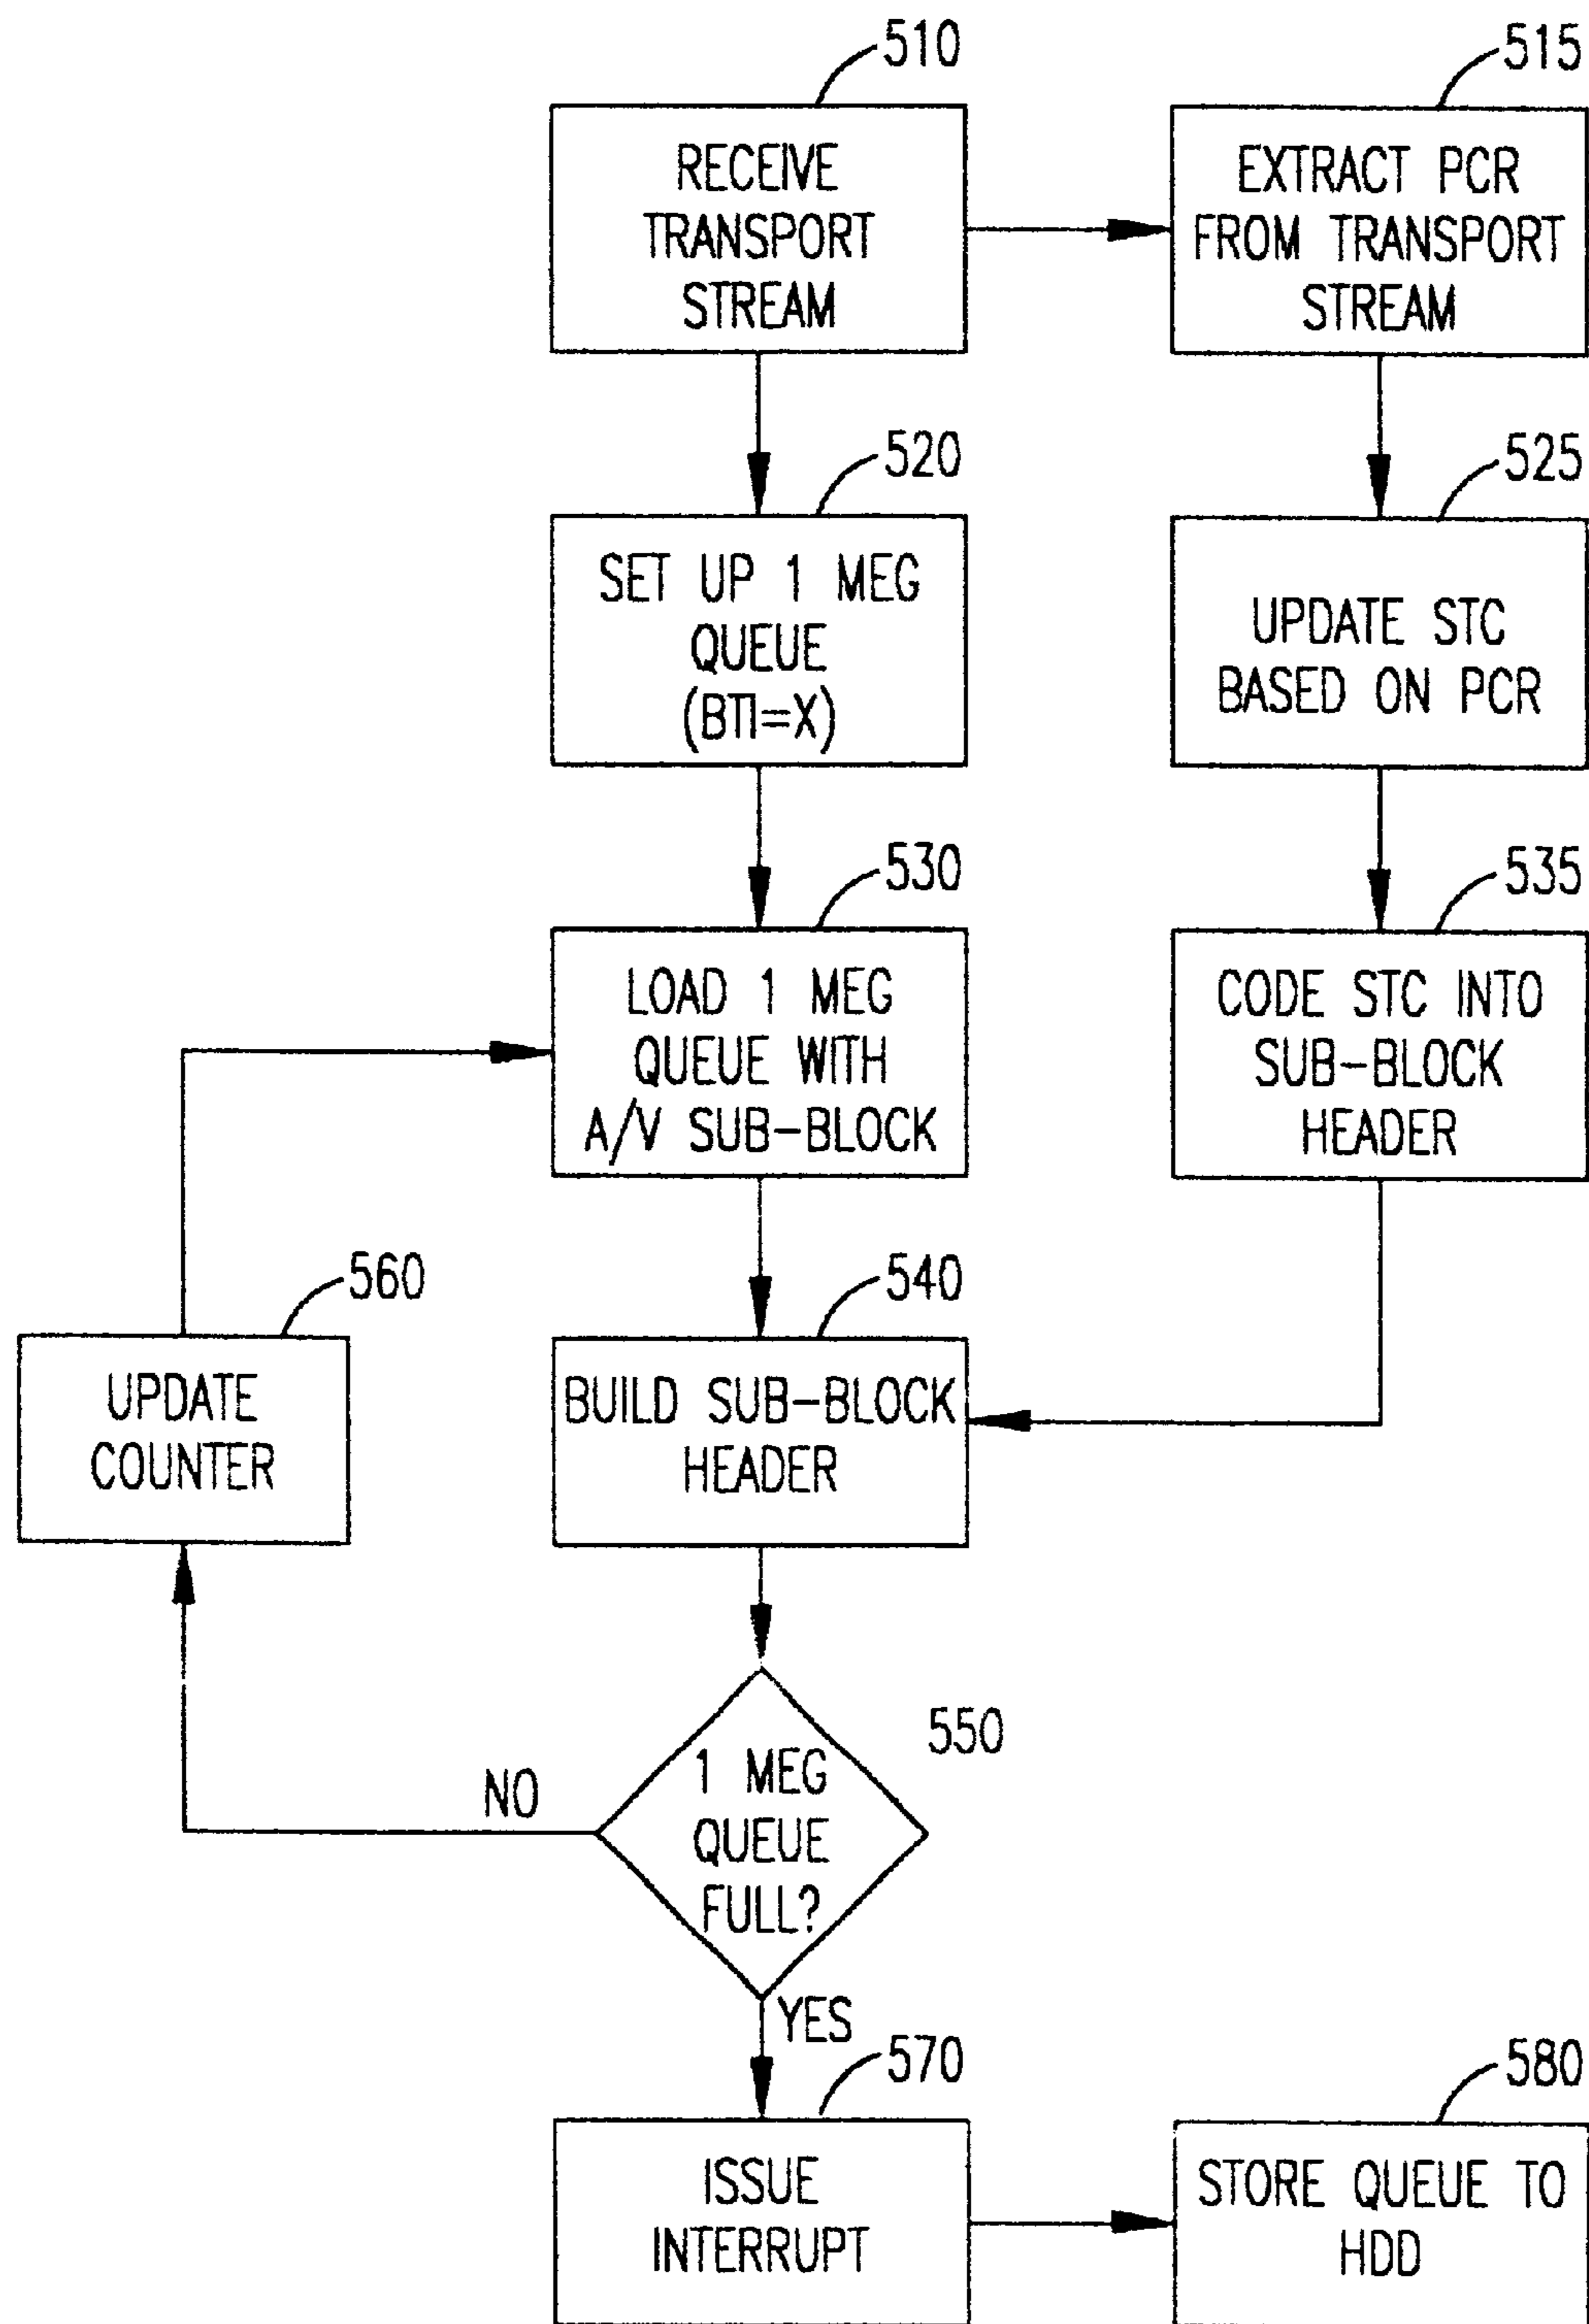 510
515
RECEIVE
TRANSPORT
STREAM
EXTRACT PCR
FROM TRANSPORT
STREAM
520
525
SET UP 1 MEG
QUEUE
(BTI=X)
UPDATE STC
BASED ON PCR
530
535
LOAD 1 MEG
QUEUE WITH
A/V SUB-BLOCK
CODE STC INTO
SUB-BLOCK
HEADER
560
540
UPDATE
COUNTER
BUILD SUB-BLOCK
HEADER
550
1 MEG
QUEUE
FULL?
NO
YES
570
580
ISSUE
INTERRUPT
STORE QUEUE TO
HDD